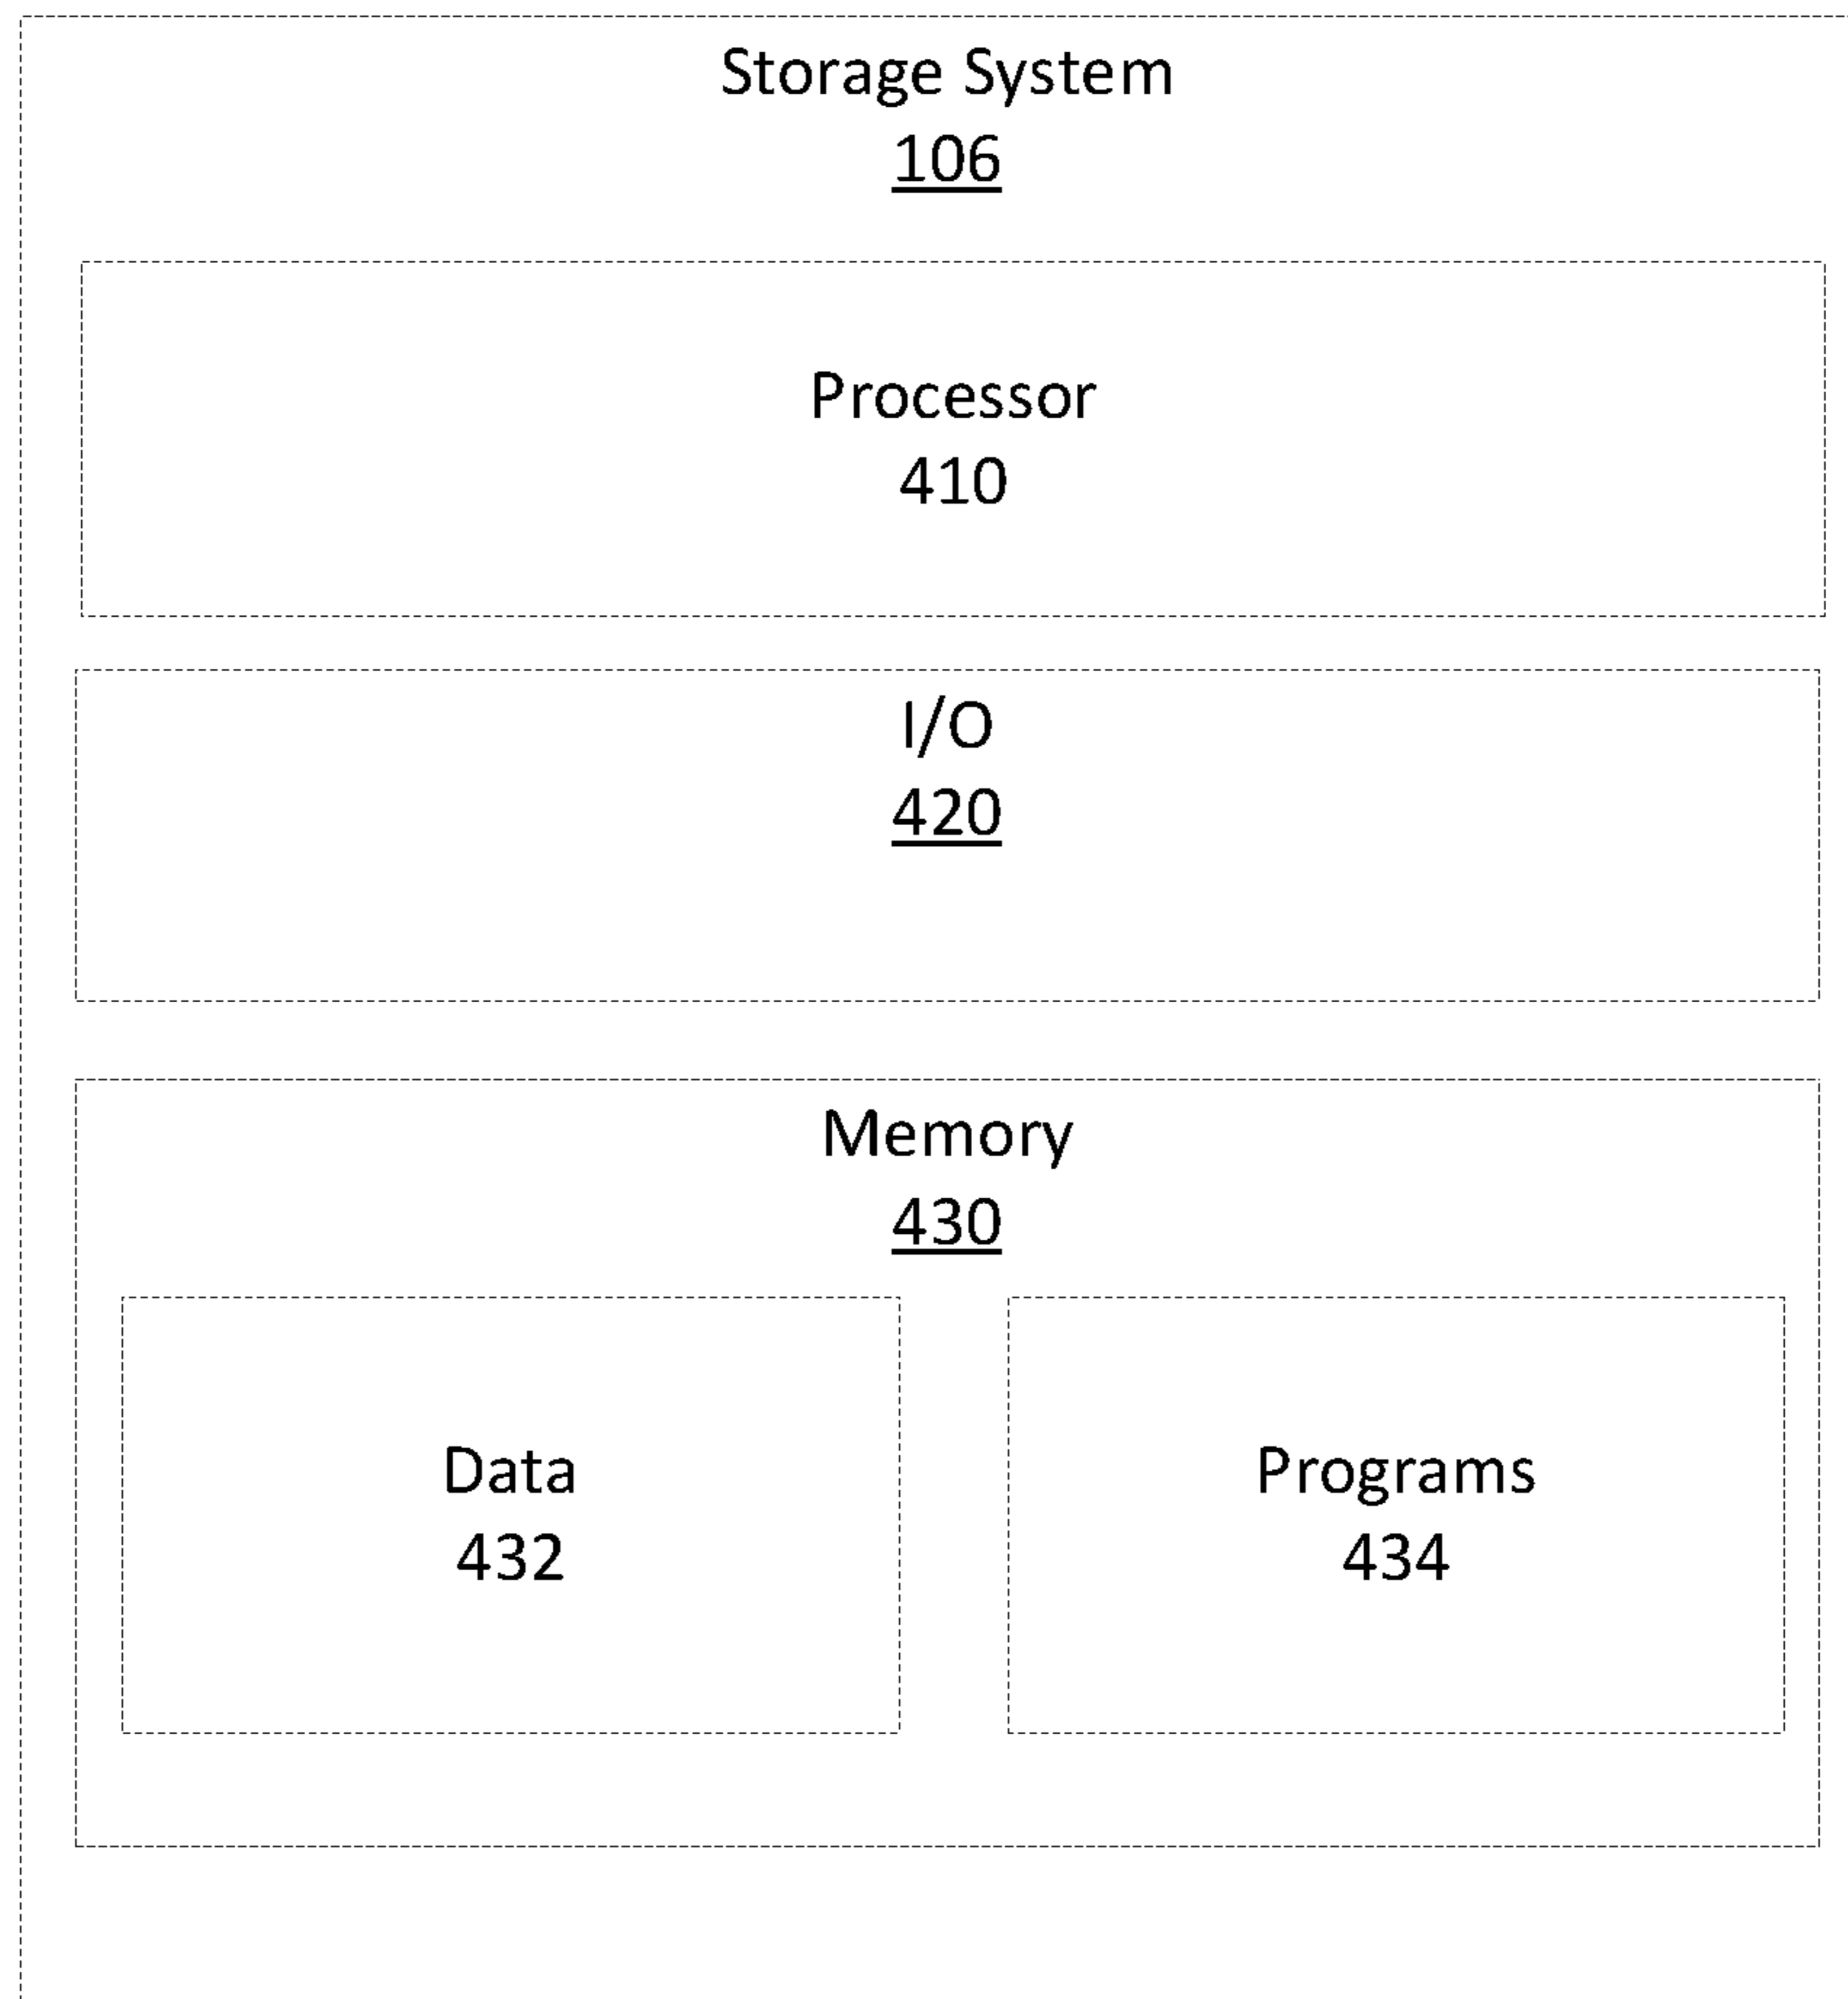 Storage System
106
Processor
410
I/O
420
Memory
430
Data
432
Programs
434